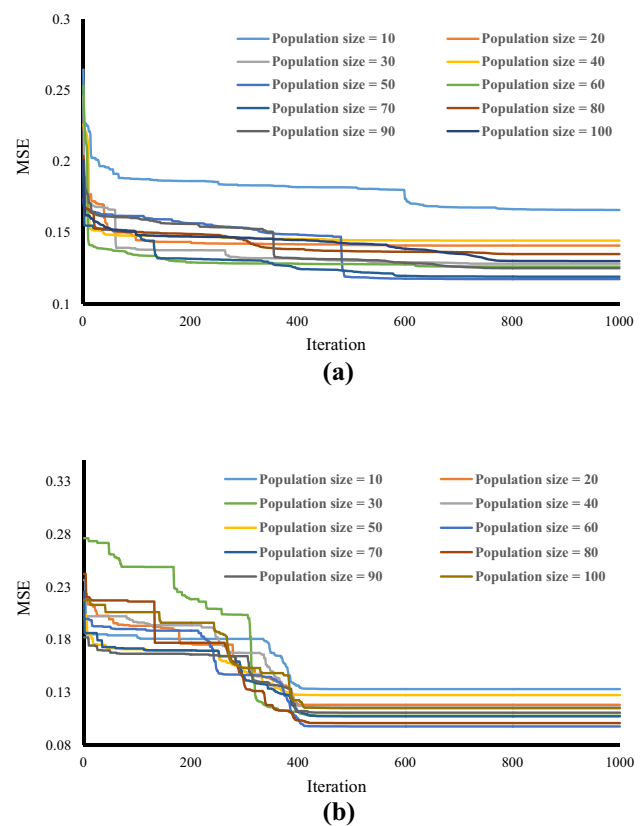 0.3
Population size = 10 Population size = 20
0.25
Population size = 30 Population size = 40
Population size = 50 Population size = 60
Population size = 70 Population size = 80
0.2
Population size = 90 Population size = 100
MSE
0.15
0.1
0 200 400 600 800 1000
Iteration
(a)
0.33
Population size = 10 Population size = 20
Population size = 30 Population size = 40
0.28
Population size = 50 Population size = 60
Population size = 70 Population size = 80
0.23
Population size = 90 Population size = 100
MSE
0.18
0.13
0.08
0 200 400 600 800 1000
Iteration
(b)